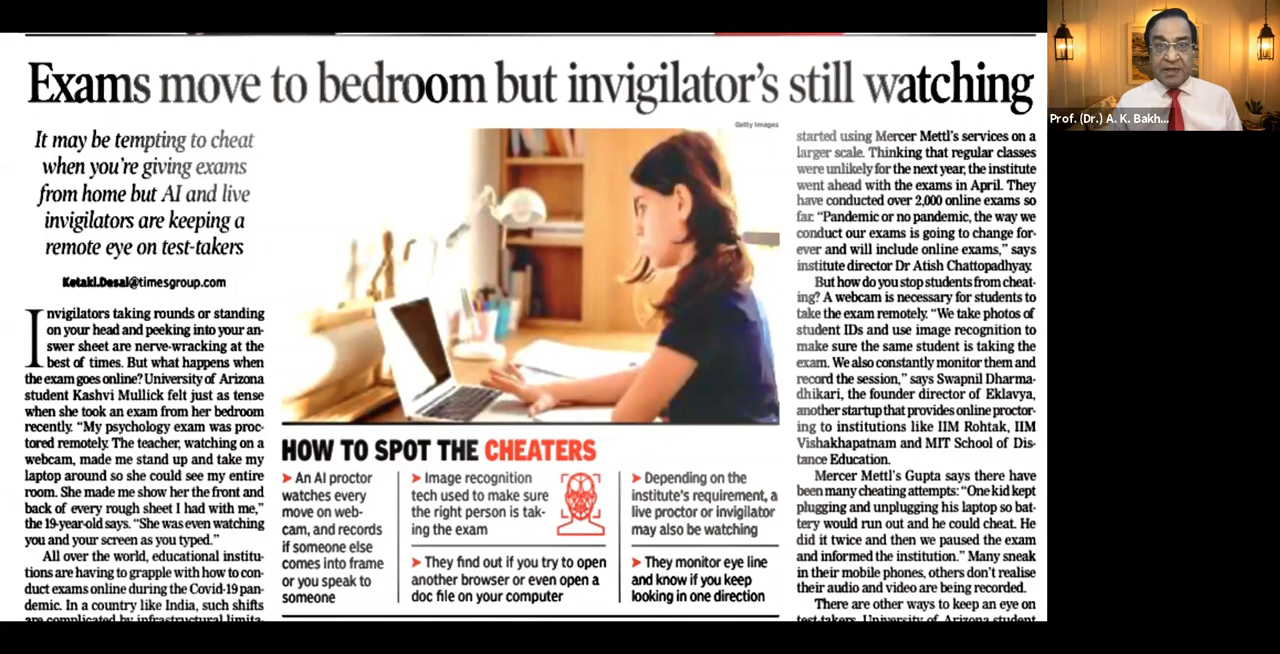 Exams move to bedroom but invigilator's still watching
It may be tempting to cheat
when you're giving exams
from home but AI and live
invigilators are keeping a
remote eye on test-takers
Ketaki.Desai@timesgroup.com
Invigilators taking rounds or standing
on your head and peeking into your an-
swer sheet are nerve-wracking at the
best of times. But what happens when
the exam goes online? University of Arizona
student Kashvi Mullick felt just as tense
when she took an exam from her bedroom
recently. "My psychology exam was proc-
tored remotely. The teacher, watching on a
webcam, made me stand up and take my
laptop around so she could see my entire
room. She made me show her the front and
back of every rough sheet I had with me,"
the 19-year-old says. "She was even watching
you and your screen as you typed."
All over the world, educational institu-
tions are having to grapple with how to con-
duct exams online during the Covid-19 pan-
demic. In a country like India, such shifts
are complicated by infrastructural limita-
Getty Images
HOW TO SPOT THE CHEATERS
An AI proctor
watches every
move on web-
cam, and records
if someone else
comes into frame
or you speak to
someone
Image recognition
tech used to make sure
the right person is tak-
ing the exam
They find out if you try to open
another browser or even open a
doc file on your computer
Depending on the
institute's requirement, a
live proctor or invigilator
may also be watching
They monitor eye line
and know if you keep
looking in one direction
started using Mercer Mettl's services on a
larger scale. Thinking that regular classes
were unlikely for the next year, the institute
went ahead with the exams in April. They
have conducted over 2,000 online exams so
far. "Pandemic or no pandemic, the way we
conduct our exams is going to change for-
ever and will include online exams," says
institute director Dr Atish Chattopadhyay.
But how do you stop students from cheat-
ing? A webcam is necessary for students to
take the exam remotely. "We take photos of
student IDs and use image recognition to
make sure the same student is taking the
exam. We also constantly monitor them and
record the session," says Swapnil Dharma-
dhikari, the founder director of Eklavya,
another startup that provides online proctor-
ing to institutions like IIM Rohtak, IIM
Vishakhapatnam and MIT School of Dis-
tance Education.
Mercer Mettl's Gupta says there have
been many cheating attempts: "One kid kept
plugging and unplugging his laptop so bat-
tery would run out and he could cheat. He
did it twice and then we paused the exam
and informed the institution." Many sneak
in their mobile phones, others don't realise
their audio and video are being recorded.
There are other ways to keep an eye on
test-takers. University of Arizona student
Prof. (Dr.) A. K. Bakh...